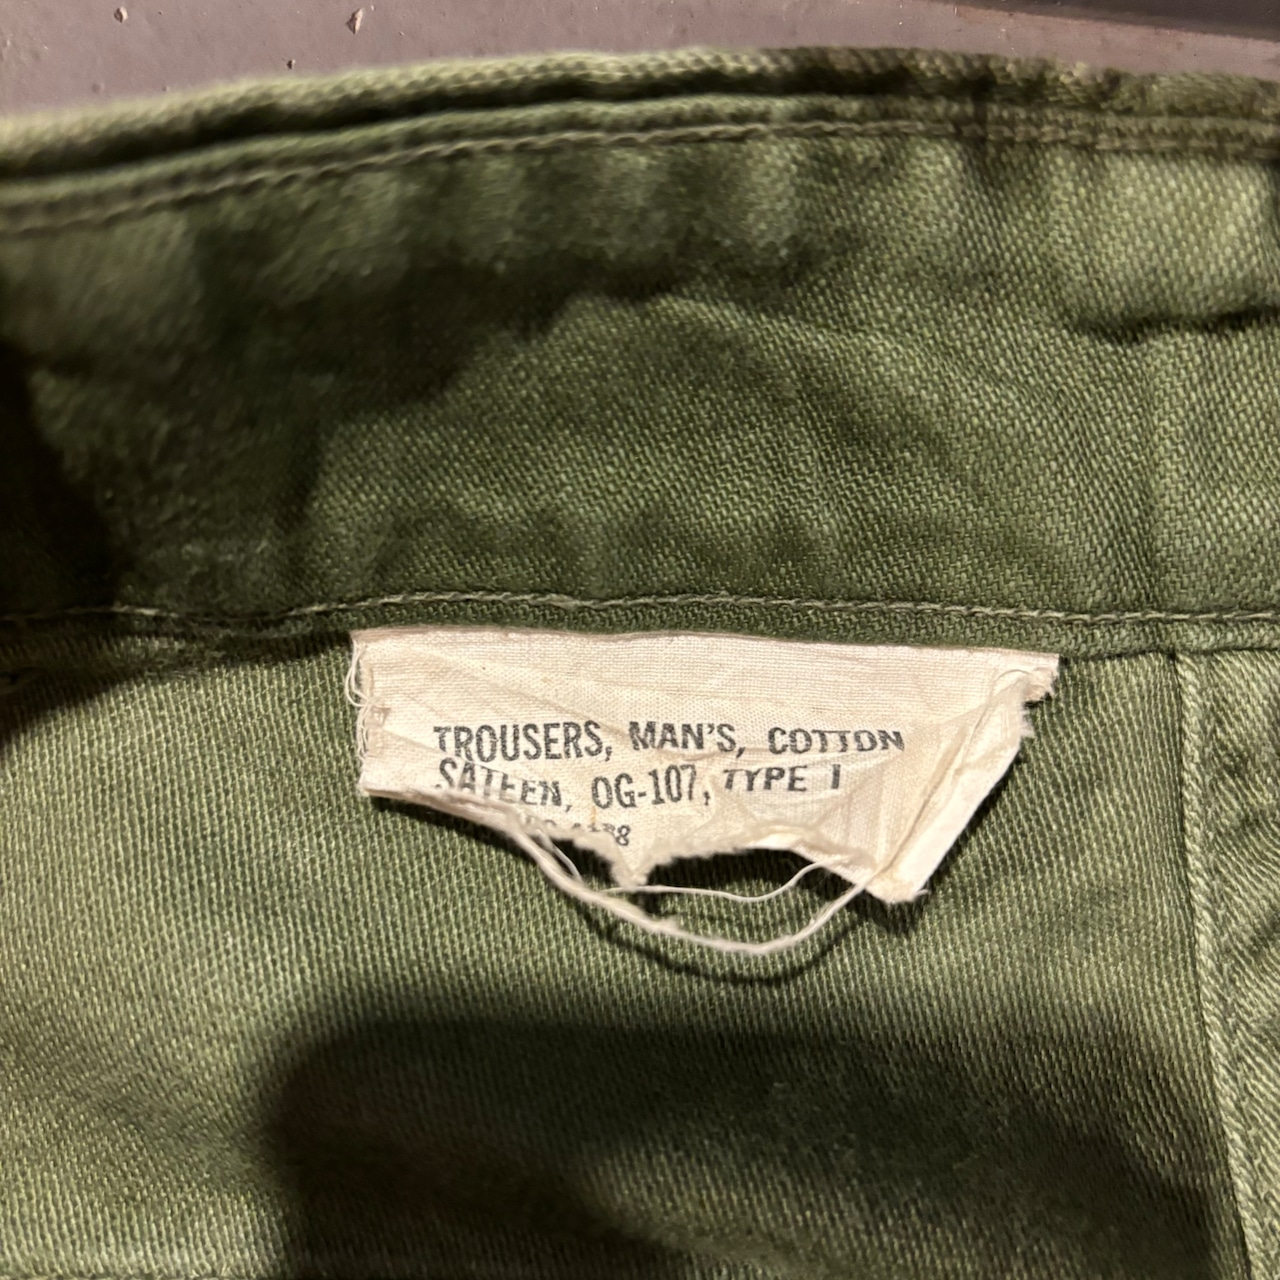 TROUSERS, MAN'S, COTTON
SATEEN, OG-107, TYPE I